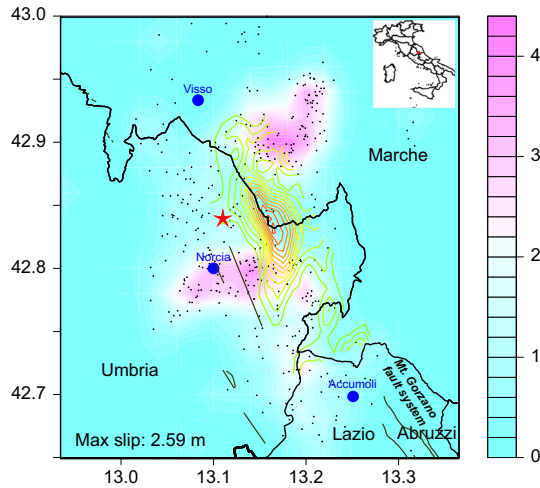 43.0
42.9
42.8
42.7
13.0
13.1
13.2
13.3
Visso
Marche
Norcia
Umbria
Accumoli
Mt. Gorzano
fault system
Lazio
Abruzzi
Max slip: 2.59 m
4
3
2
1
0